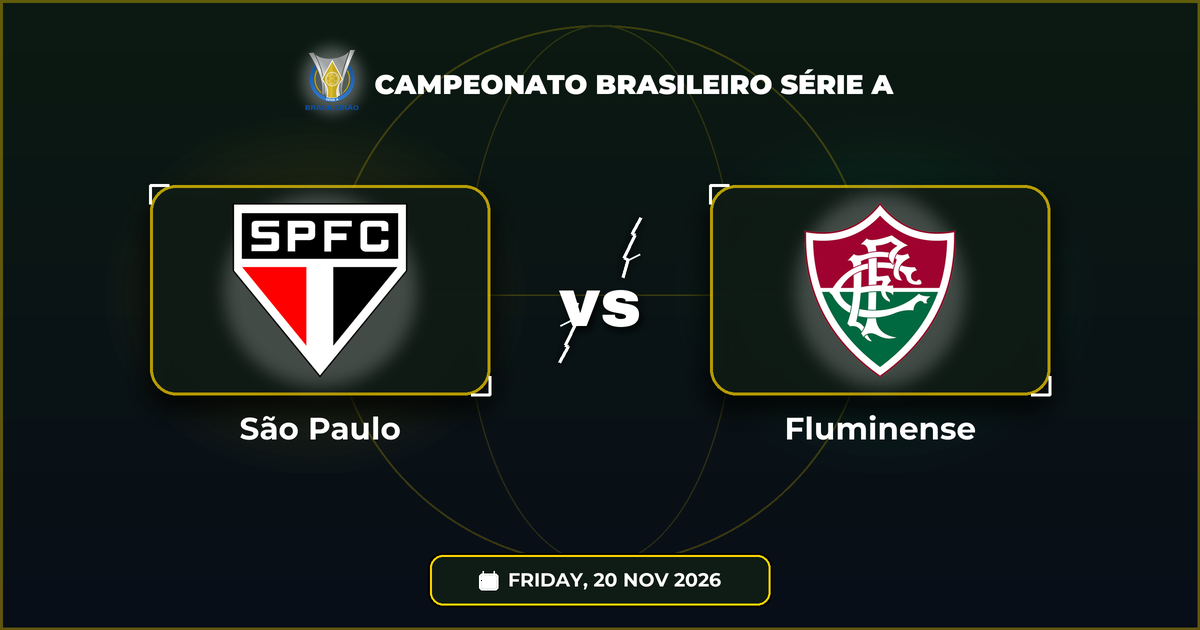 CAMPEONATO BRASILEIRO SÉRIE A
SPFC
VS
São Paulo
Fluminense
FRIDAY, 20 NOV 2026